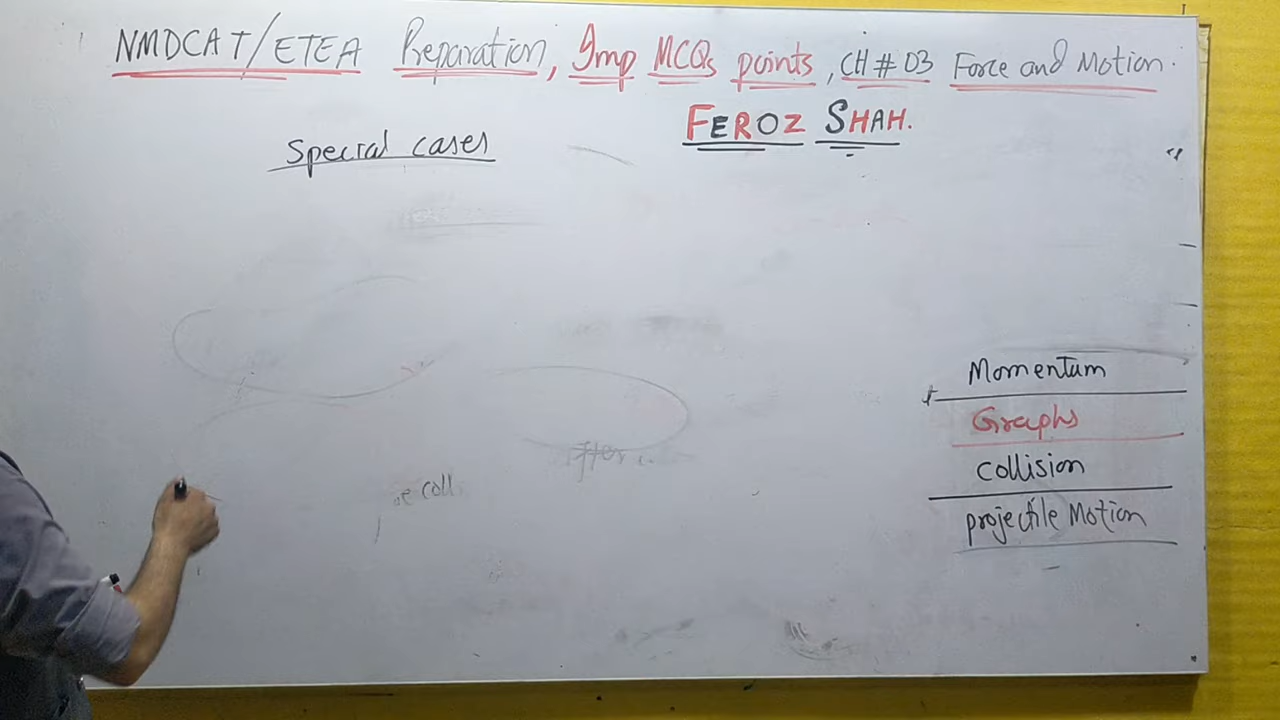 NMDCAT/ETEA Preparation, Imp MCQs points, CH # 03 Force and Motion.
FEROZ SHAH.
Special cases
Momentum
Graphs
collision
projectile Motion